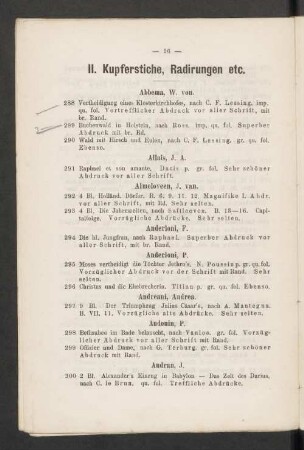 — 26 —
II. Kupferstiche, Radirungen etc.
Abbema, W. von.
288 Vertheidigung eines Klosterkirchhofes, nach C. F. Lessing. imp.
qu. fol. Vortrefflicher Abdruck vor aller Schrift, mit
br. Rand.
289 Eichenwald in Holstein, nach Ross. imp. qu. fol. Superber
Abdruck mit br. Rd.
290 Wald mit Hirsch und Ruine, nach C. F. Lessing. gr. qu. fol.
Ebenso.
Allais, J. A.
291 Raphael et son amante, Dacis p. gr. fol. Sehr schöner
Abdruck vor aller Schrift.
Almeloveen, J. van.
292 4 Bl. Holländ. Dörfer. B. 6. 9. 11. 12. Magnifike I. Abdr.
vor aller Schrift, mit Rd. Sehr selten.
293 4 Bl. Die Jahreszeiten, nach Saftleeven. B. 18.—16. Capi-
talfolge. Vorzügliche Abdr. Sehr selten.
Anderloni, F.
294 Die hl. Jungfrau, nach Raphael. Superber Abdruck vor
aller Schrift, mit br. Rand.
Anderloni, P.
295 Moses vertheidigt die Töchter Jethro's. N. Poussin p. gr. qu. fol.
Vorzüglicher Abdruck vor der Schrift mit Rand. Sehr
selten.
296 Christus und die Ehebrecherin. Titian p. gr. qu. fol. Ebenso.
Andreani, Andrea.
297 9 Bl. Der Triumphzug Julius Cäsar's, nach A. Mantegna.
B. VII. 11. Vorzügliche alte Abdrücke. Sehr selten.
Antonin, P.
298 Bethsabee im Bade belauscht, nach Vanloo. gr. fol. Vorzüg-
licher Abdruck vor aller Schrift mit Rand.
299 Offizier und Dame, nach G. Terburg. gr. fol. Sehr schöner
Abdruck mit Rand.
Audran, J.
300 2 Bl. Alexander's Einzug in Babylon — Das Zelt des Darius,
nach C. le Brun. qu. fol. Treffliche Abdrücke.